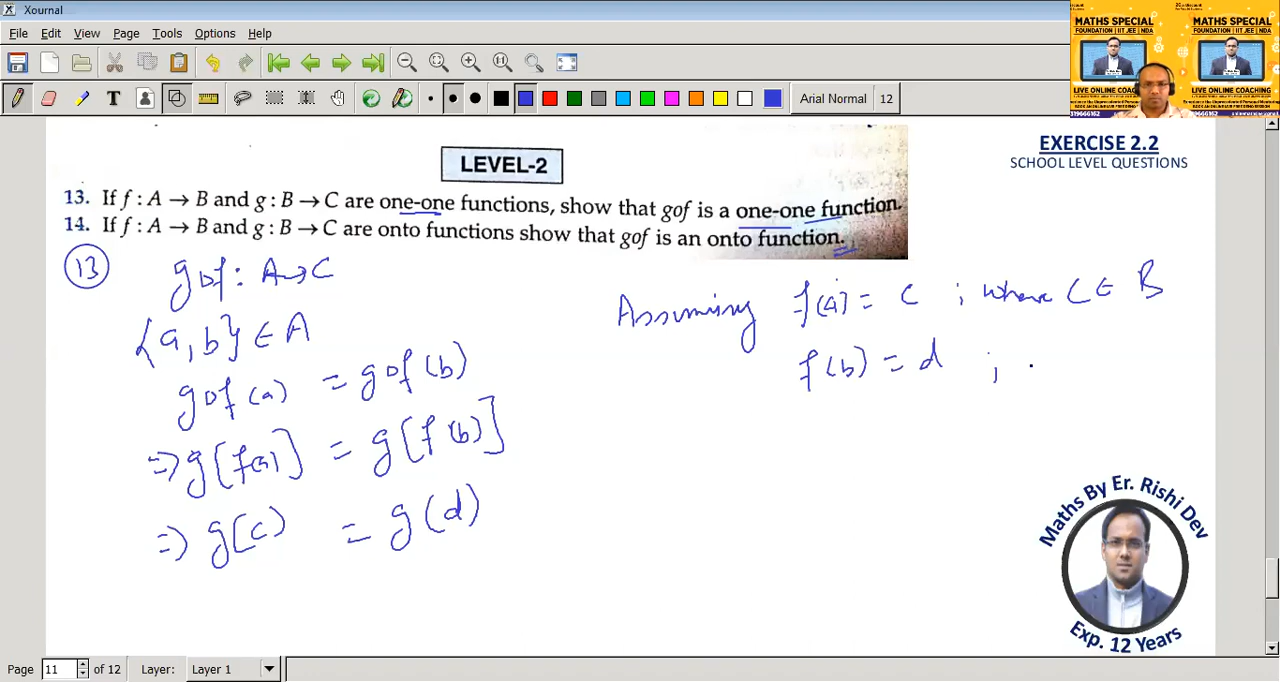 Xournal
File Edit View Page Tools Options Help
Arial Normal 12
MATHS SPECIAL
FOUNDATION | IIT JEE | NDA
LIVE ONLINE COACHING
MATHS SPECIAL
FOUNDATION | IIT JEE | NDA
LIVE ONLINE COACHING
EXERCISE 2.2
SCHOOL LEVEL QUESTIONS
LEVEL-2
13. If f : A → B and g : B → C are one-one functions, show that gof is a one-one function.
14. If f : A → B and g : B → C are onto functions show that gof is an onto function.
13 gof : A→C
{a, b} ∈ A
gof (a) = gof (b)
⇒ g[f(a)] = g[f(b)]
⇒ g(c) = g(d)
Assuming f(a) = c ; where C ∈ B
f(b) = d ;
Maths By Er. Rishi Dev
Exp. 12 Years
Page 11 of 12 Layer: Layer 1